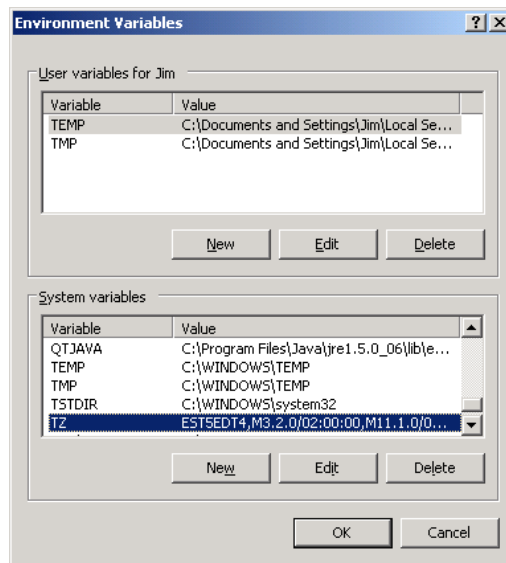 Environment Variables
User variables for Jim
Variable Value
TEMP C:\Documents and Settings\Jim\Local Se...
TMP C:\Documents and Settings\Jim\Local Se...
New Edit Delete
System variables
Variable Value
QTJAVA C:\Program Files\Java\jre1.5.0_06\lib\e...
TEMP C:\WINDOWS\TEMP
TMP C:\WINDOWS\TEMP
TSTDIR C:\WINDOWS\system32
TZ EST5EDT4,M3.2.0/02:00:00,M11.1.0/0...
New Edit Delete
OK Cancel